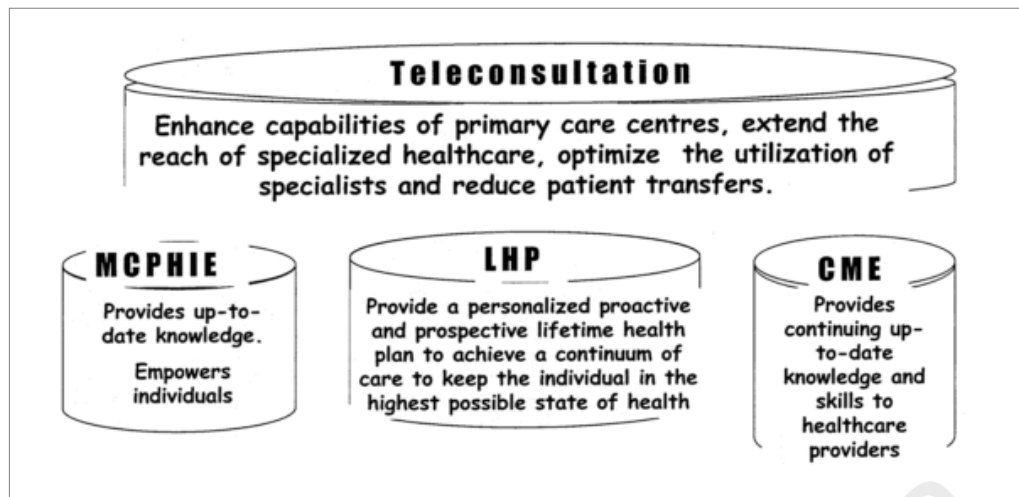 Teleconsultation
Enhance capabilities of primary care centres, extend the
reach of specialized healthcare, optimize the utilization of
specialists and reduce patient transfers.
MCPHIE
Provides up-to-
date knowledge.
Empowers
individuals
LHP
Provide a personalized proactive
and prospective lifetime health
plan to achieve a continuum of
care to keep the individual in the
highest possible state of health
CME
Provides
continuing up-
to-date
knowledge and
skills to
healthcare
providers